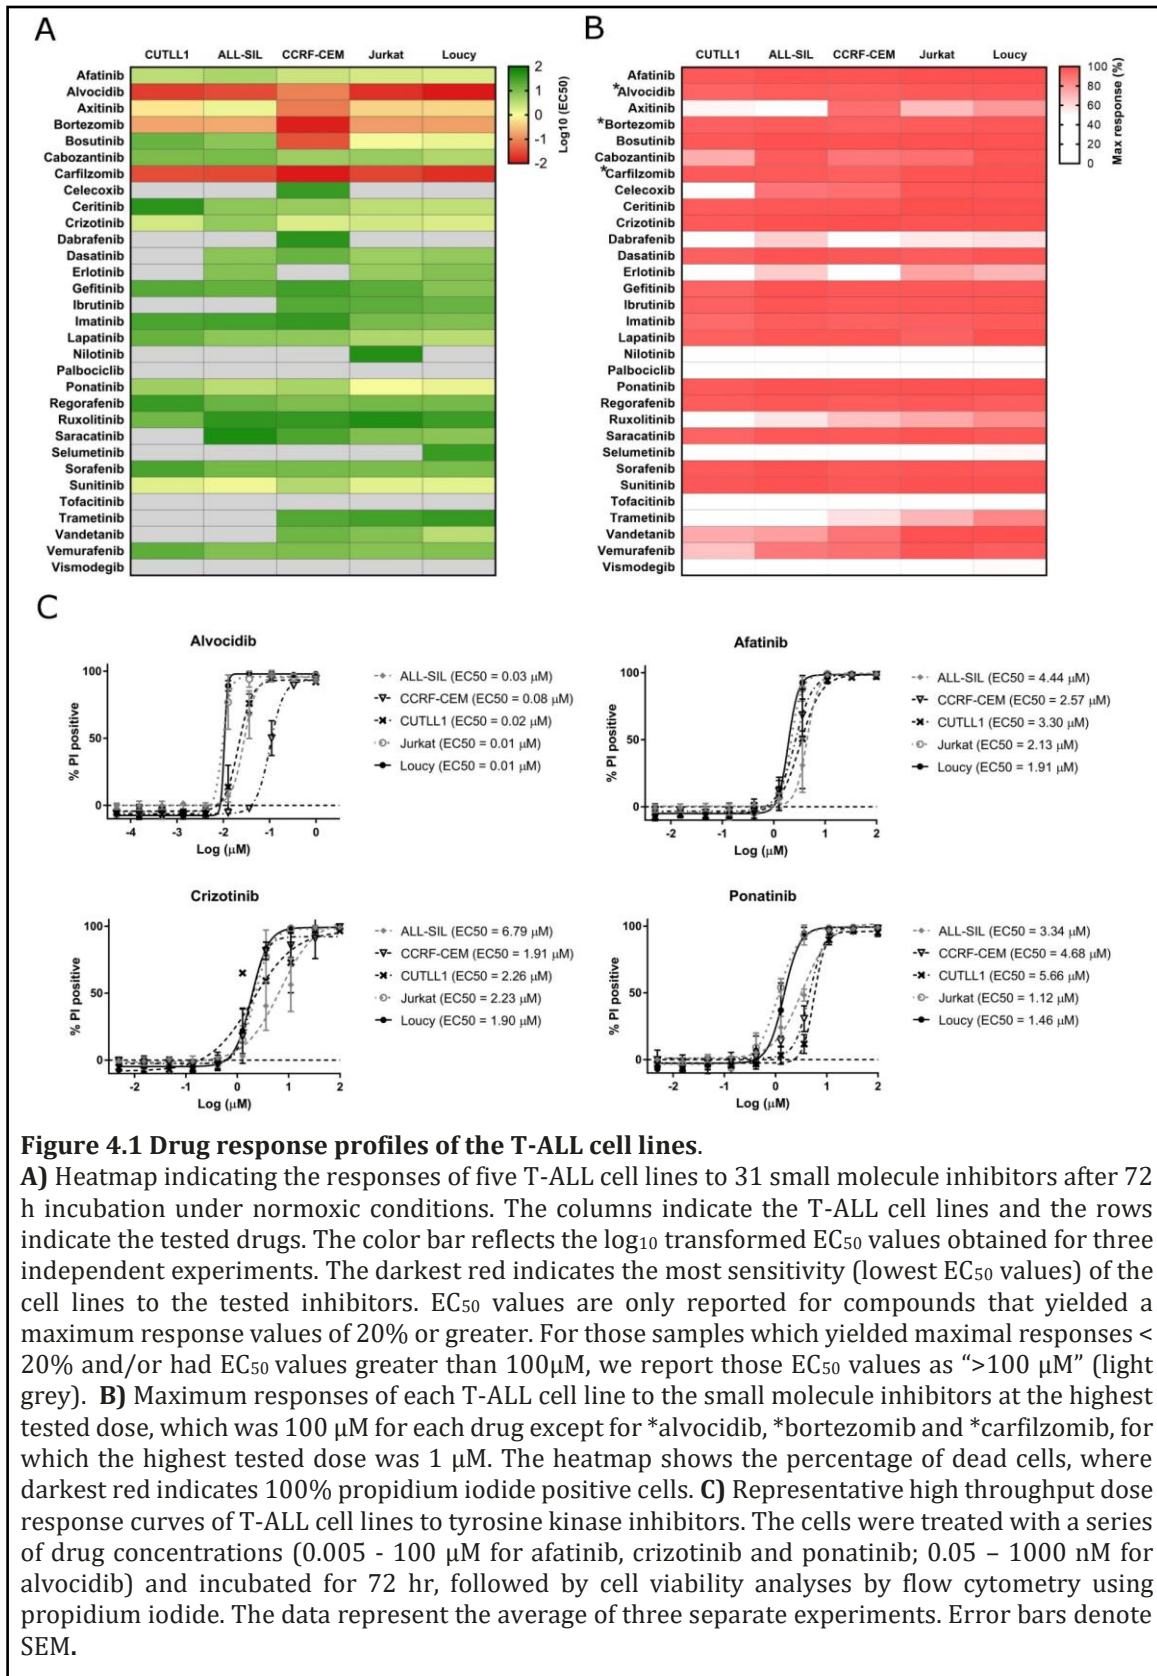 A
CUTLL1 ALL-SIL CCRF-CEM Jurkat Loucy
Afatinib
Alvocidib
Axitinib
Bortezomib
Bosutinib
Cabozantinib
Carfilzomib
Celecoxib
Ceritinib
Crizotinib
Dabrafenib
Dasatinib
Erlotinib
Gefitinib
Ibrutinib
Imatinib
Lapatinib
Nilotinib
Palbociclib
Ponatinib
Regorafenib
Ruxolitinib
Saracatinib
Selumetinib
Sorafenib
Sunitinib
Tofacitinib
Trametinib
Vandetanib
Vemurafenib
Vismodegib
2
1
0
-1
-2
Log10 (EC50)
B
CUTLL1 ALL-SIL CCRF-CEM Jurkat Loucy
Afatinib
*Alvocidib
Axitinib
*Bortezomib
Bosutinib
Cabozantinib
*Carfilzomib
Celecoxib
Ceritinib
Crizotinib
Dabrafenib
Dasatinib
Erlotinib
Gefitinib
Ibrutinib
Imatinib
Lapatinib
Nilotinib
Palbociclib
Ponatinib
Regorafenib
Ruxolitinib
Saracatinib
Selumetinib
Sorafenib
Sunitinib
Tofacitinib
Trametinib
Vandetanib
Vemurafenib
Vismodegib
100
80
60
40
20
0
Max response (%)
C
Alvocidib
% PI positive
100
50
0
-4 -3 -2 -1 0
Log (µM)
ALL-SIL (EC50 = 0.03 µM)
CCRF-CEM (EC50 = 0.08 µM)
CUTLL1 (EC50 = 0.02 µM)
Jurkat (EC50 = 0.01 µM)
Loucy (EC50 = 0.01 µM)
Afatinib
% PI positive
100
50
0
-2 -1 0 1 2
Log (µM)
ALL-SIL (EC50 = 4.44 µM)
CCRF-CEM (EC50 = 2.57 µM)
CUTLL1 (EC50 = 3.30 µM)
Jurkat (EC50 = 2.13 µM)
Loucy (EC50 = 1.91 µM)
Crizotinib
% PI positive
100
50
0
-2 -1 0 1 2
Log (µM)
ALL-SIL (EC50 = 6.79 µM)
CCRF-CEM (EC50 = 1.91 µM)
CUTLL1 (EC50 = 2.26 µM)
Jurkat (EC50 = 2.23 µM)
Loucy (EC50 = 1.90 µM)
Ponatinib
% PI positive
100
50
0
-2 -1 0 1 2
Log (µM)
ALL-SIL (EC50 = 3.34 µM)
CCRF-CEM (EC50 = 4.68 µM)
CUTLL1 (EC50 = 5.66 µM)
Jurkat (EC50 = 1.12 µM)
Loucy (EC50 = 1.46 µM)
Figure 4.1 Drug response profiles of the T-ALL cell lines.
A) Heatmap indicating the responses of five T-ALL cell lines to 31 small molecule inhibitors after 72
h incubation under normoxic conditions. The columns indicate the T-ALL cell lines and the rows
indicate the tested drugs. The color bar reflects the log₁₀ transformed EC₅₀ values obtained for three
independent experiments. The darkest red indicates the most sensitivity (lowest EC₅₀ values) of the
cell lines to the tested inhibitors. EC₅₀ values are only reported for compounds that yielded a
maximum response values of 20% or greater. For those samples which yielded maximal responses <
20% and/or had EC₅₀ values greater than 100µM, we report those EC₅₀ values as “>100 µM” (light
grey). B) Maximum responses of each T-ALL cell line to the small molecule inhibitors at the highest
tested dose, which was 100 µM for each drug except for *alvocidib, *bortezomib and *carfilzomib, for
which the highest tested dose was 1 µM. The heatmap shows the percentage of dead cells, where
darkest red indicates 100% propidium iodide positive cells. C) Representative high throughput dose
response curves of T-ALL cell lines to tyrosine kinase inhibitors. The cells were treated with a series
of drug concentrations (0.005 - 100 µM for afatinib, crizotinib and ponatinib; 0.05 – 1000 nM for
alvocidib) and incubated for 72 hr, followed by cell viability analyses by flow cytometry using
propidium iodide. The data represent the average of three separate experiments. Error bars denote
SEM.